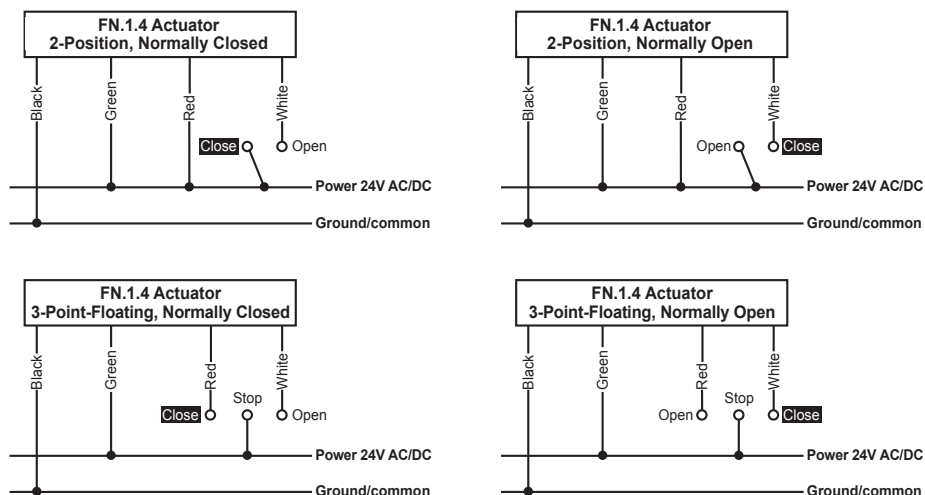 FN.1.4 Actuator
2-Position, Normally Closed
Black
Green
Red
White
Close
Open
Power 24V AC/DC
Ground/common
FN.1.4 Actuator
2-Position, Normally Open
Black
Green
Red
White
Open
Close
Power 24V AC/DC
Ground/common
FN.1.4 Actuator
3-Point-Floating, Normally Closed
Black
Green
Red
White
Stop
Close
Open
Power 24V AC/DC
Ground/common
FN.1.4 Actuator
3-Point-Floating, Normally Open
Black
Green
Red
White
Stop
Open
Close
Power 24V AC/DC
Ground/common